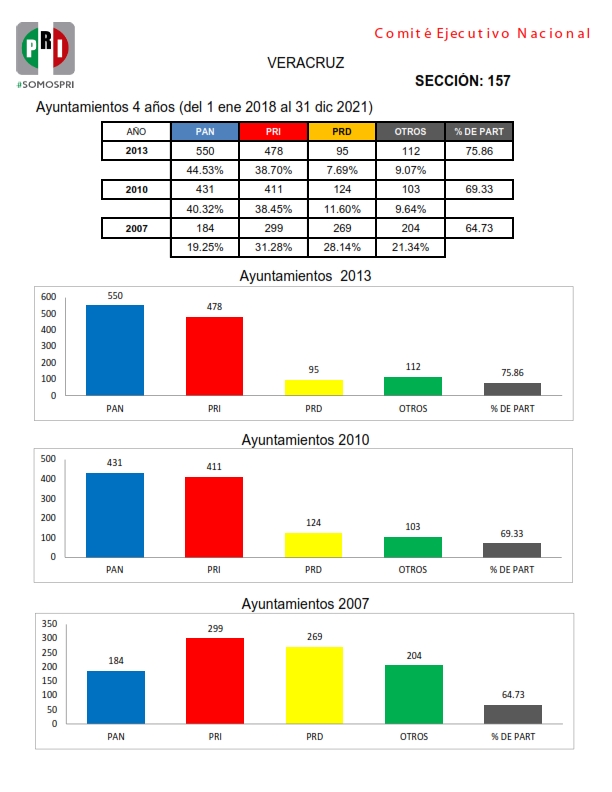 Comité Ejecutivo Nacional
PRI
#SOMOSPRI
VERACRUZ
SECCIÓN: 157
Ayuntamientos 4 años (del 1 ene 2018 al 31 dic 2021)
AÑO PAN PRI PRD OTROS % DE PART
2013 550 478 95 112 75.86
44.53% 38.70% 7.69% 9.07%
2010 431 411 124 103 69.33
40.32% 38.45% 11.60% 9.64%
2007 184 299 269 204 64.73
19.25% 31.28% 28.14% 21.34%
Ayuntamientos 2013
600
500
400
300
200
100
0
550
478
95
112
75.86
PAN PRI PRD OTROS % DE PART
Ayuntamientos 2010
500
400
300
200
100
0
431
411
124
103
69.33
PAN PRI PRD OTROS % DE PART
Ayuntamientos 2007
350
300
250
200
150
100
50
0
184
299
269
204
64.73
PAN PRI PRD OTROS % DE PART